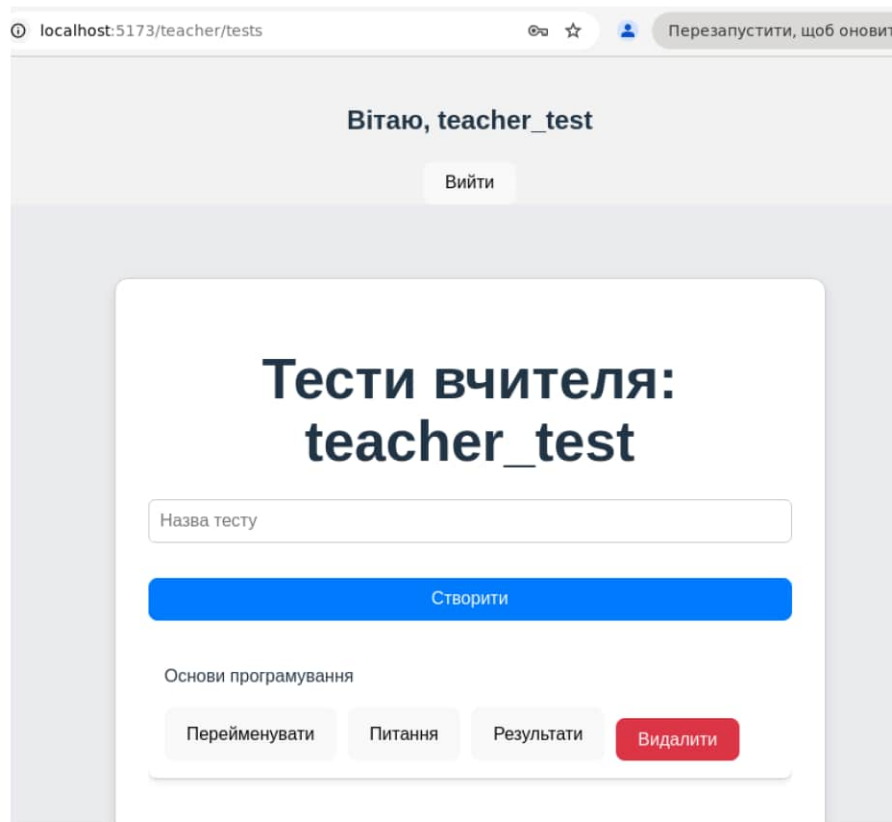 localhost:5173/teacher/tests
Перезапустити, щоб
Вітаю, teacher_test
Вийти
Тести вчителя:
teacher_test
Назва тесту
Створити
Основи програмування
Перейменувати Питання Результати Видалити